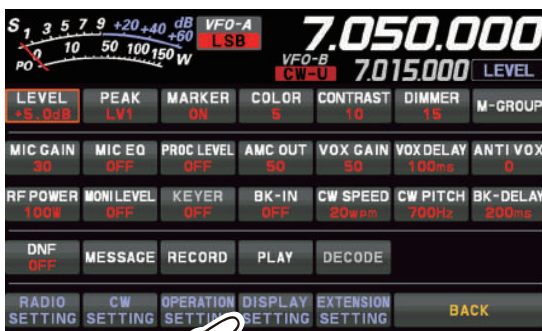 S 1 3 5 7 9 +20 +40 +60 dB
PO 0 10 50 100 150 W
VFO-A
LSB
7.050.000
VFO-B
CW-U
7.015.000
LEVEL
LEVEL PEAK MARKER COLOR CONTRAST DIMMER M-GROUP
+5.0dB LV1 ON 5 10 15
MIC GAIN MIC EQ PROC LEVEL AMC OUT VOX GAIN VOX DELAY ANTI VOX
30 OFF OFF 50 50 100ms 0
RF POWER MONI LEVEL KEYER BK-IN CW SPEED CW PITCH BK-DELAY
100W OFF OFF OFF 20wpm 700Hz 200ms
DNF MESSAGE RECORD PLAY DECODE
OFF
RADIO CW OPERATION DISPLAY EXTENSION BACK
SETTING SETTING SETTING SETTING SETTING